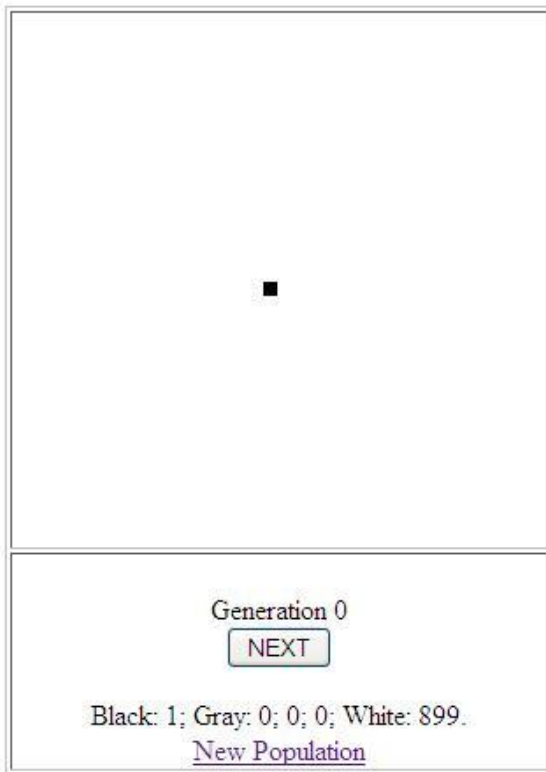 Generation 0
NEXT
Black: 1; Gray: 0; 0; 0; White: 899.
New Population